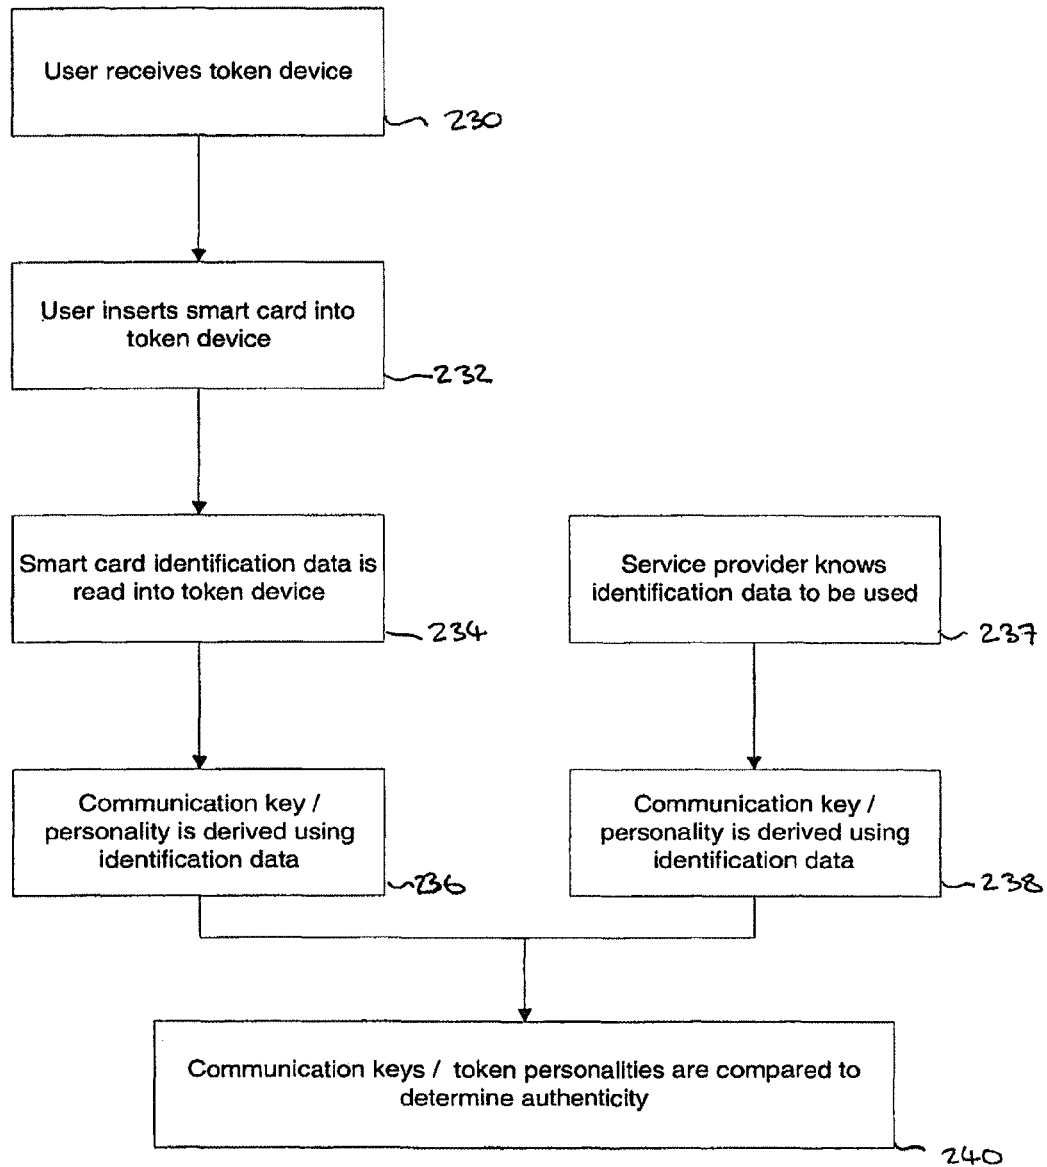 User receives token device
230
User inserts smart card into
token device
232
Smart card identification data is
read into token device
234
Service provider knows
identification data to be used
237
Communication key /
personality is derived using
identification data
236
Communication key /
personality is derived using
identification data
238
Communication keys / token personalities are compared to
determine authenticity
240